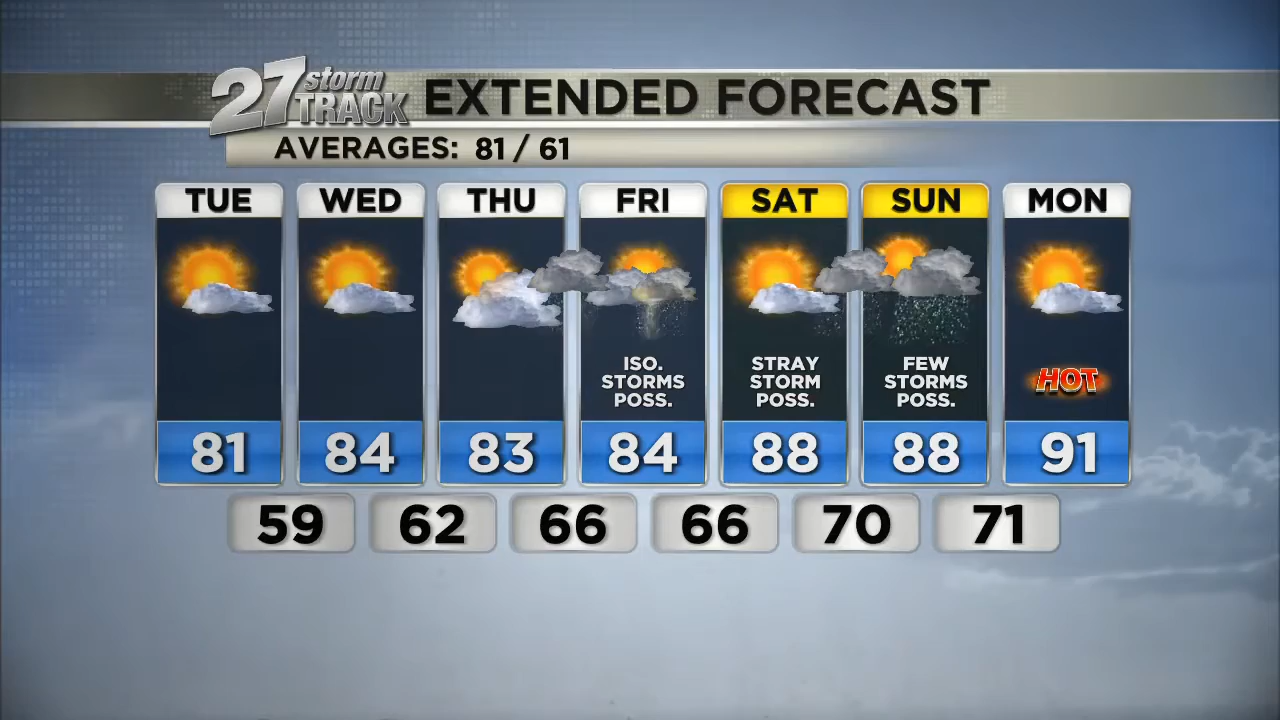 27 storm TRACK EXTENDED FORECAST
AVERAGES: 81 / 61
TUE WED THU FRI SAT SUN MON
ISO. STORMS POSS.
STRAY STORM POSS.
FEW STORMS POSS.
HOT
81 84 83 84 88 88 91
59 62 66 66 70 71